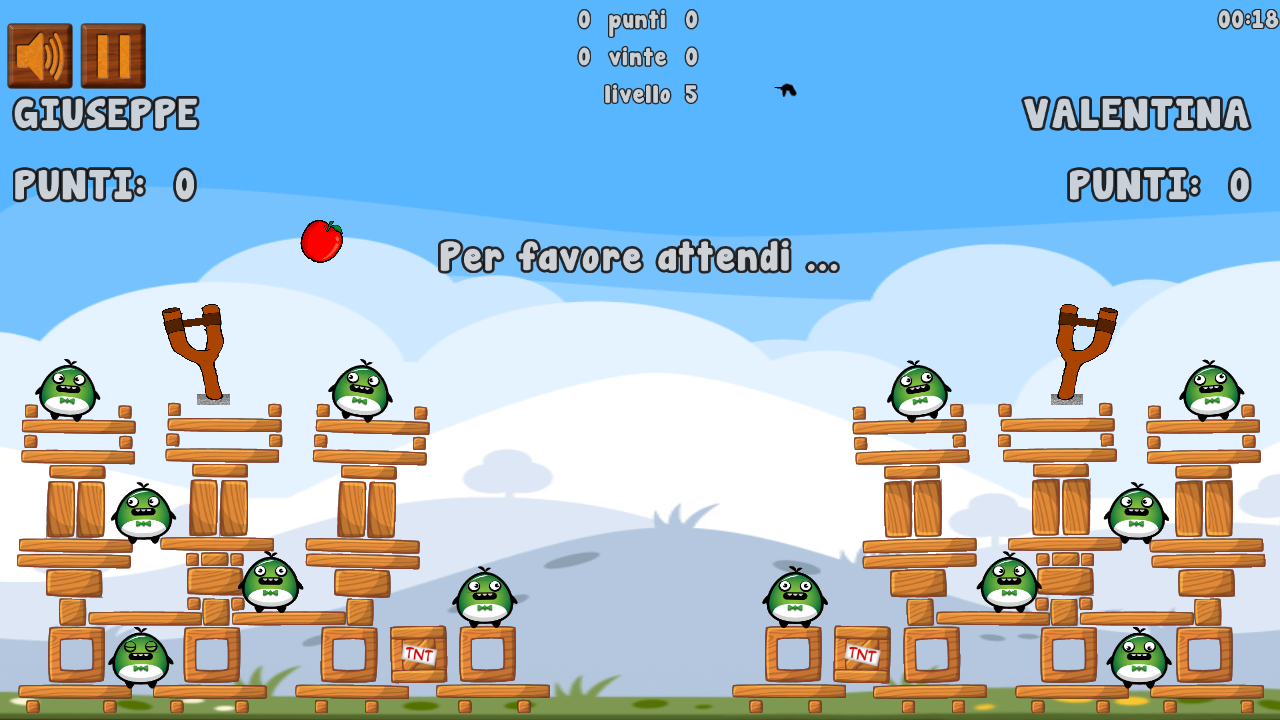 0 punti 0
00:18
0 vinte 0
livello 5
GIUSEPPE
VALENTINA
PUNTI: 0
PUNTI: 0
Per favore attendi ...
TNT
TNT